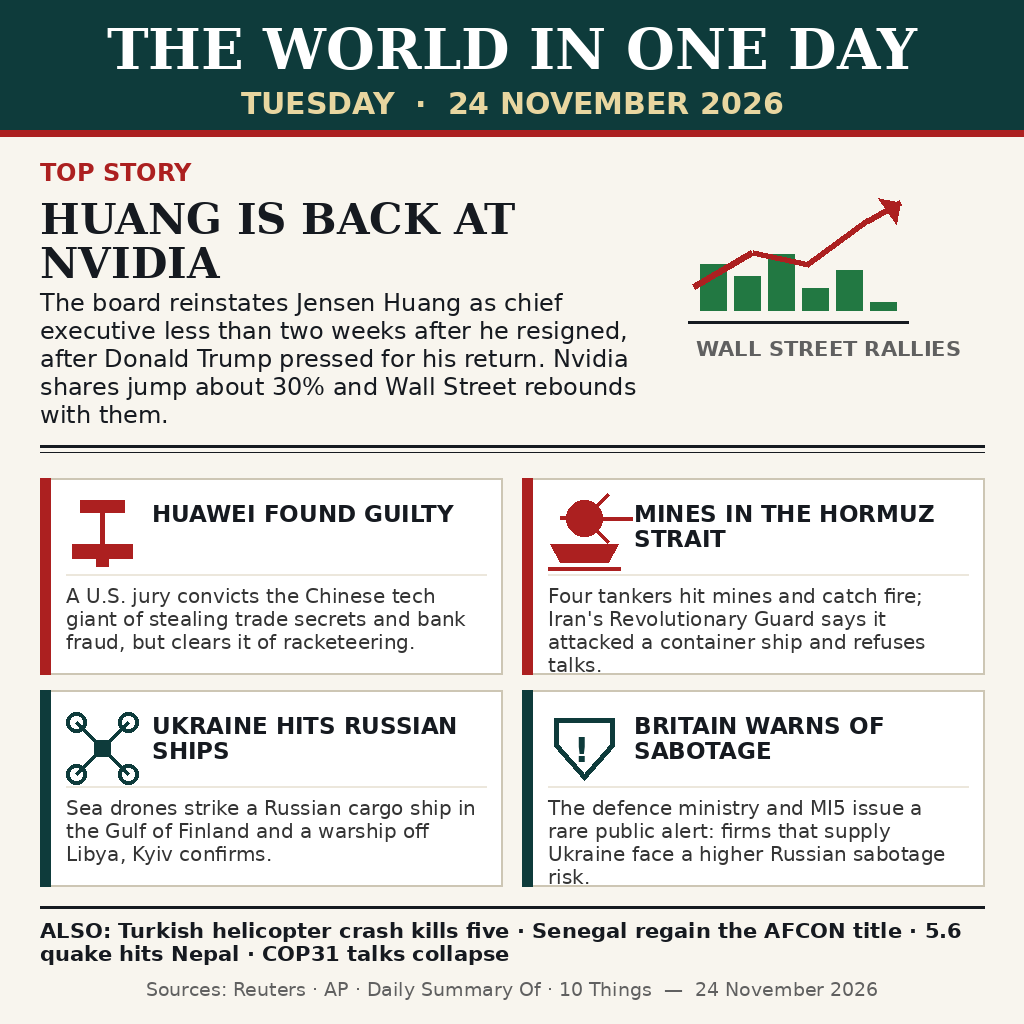 THE WORLD IN ONE DAY
TUESDAY · 24 NOVEMBER 2026
TOP STORY
HUANG IS BACK AT
NVIDIA
The board reinstates Jensen Huang as chief
executive less than two weeks after he resigned,
after Donald Trump pressed for his return. Nvidia
shares jump about 30% and Wall Street rebounds
with them.
WALL STREET RALLIES
HUAWEI FOUND GUILTY
A U.S. jury convicts the Chinese tech
giant of stealing trade secrets and bank
fraud, but clears it of racketeering.
MINES IN THE HORMUZ
STRAIT
Four tankers hit mines and catch fire;
Iran's Revolutionary Guard says it
attacked a container ship and refuses
talks.
UKRAINE HITS RUSSIAN
SHIPS
Sea drones strike a Russian cargo ship in
the Gulf of Finland and a warship off
Libya, Kyiv confirms.
!
BRITAIN WARNS OF
SABOTAGE
The defence ministry and MI5 issue a
rare public alert: firms that supply
Ukraine face a higher Russian sabotage
risk.
ALSO: Turkish helicopter crash kills five · Senegal regain the AFCON title · 5.6
quake hits Nepal · COP31 talks collapse
Sources: Reuters · AP · Daily Summary Of · 10 Things — 24 November 2026